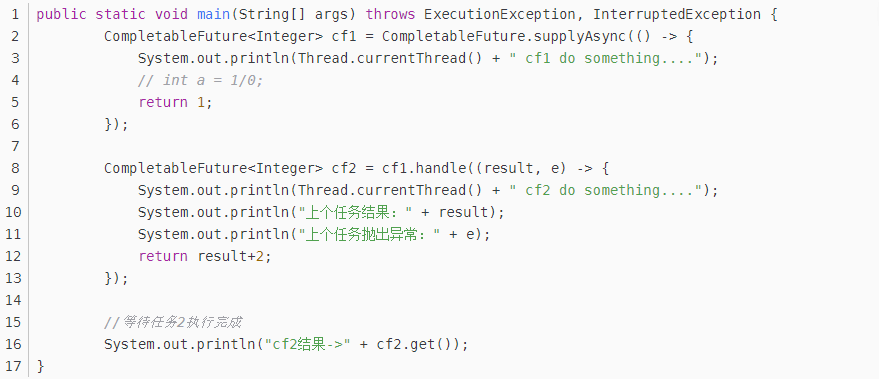 1 public static void main(String[] args) throws ExecutionException, InterruptedException {
2         CompletableFuture<Integer> cf1 = CompletableFuture.supplyAsync(() -> {
3             System.out.println(Thread.currentThread() + " cf1 do something....");
4             // int a = 1/0;
5             return 1;
6         });
7
8         CompletableFuture<Integer> cf2 = cf1.handle((result, e) -> {
9             System.out.println(Thread.currentThread() + " cf2 do something....");
10             System.out.println("上个任务结果：" + result);
11             System.out.println("上个任务抛出异常：" + e);
12             return result+2;
13         });
14
15         //等待任务2执行完成
16         System.out.println("cf2结果->" + cf2.get());
17 }